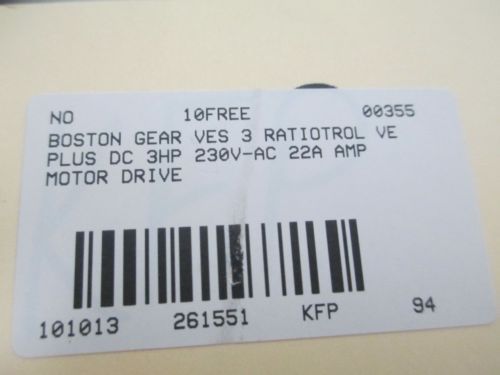 NO 10FREE 00355
BOSTON GEAR VES 3 RATIOTROL VE
PLUS DC 3HP 230V-AC 22A AMP
MOTOR DRIVE
101013 261551 KFP 94